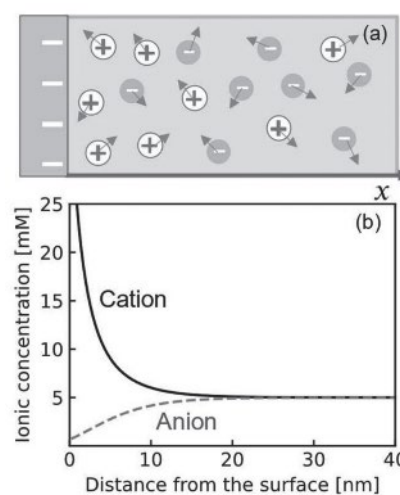 (a)
x
(b)
25
20
15
10
5
0
Ionic concentration [mM]
Cation
Anion
0 10 20 30 40
Distance from the surface [nm]